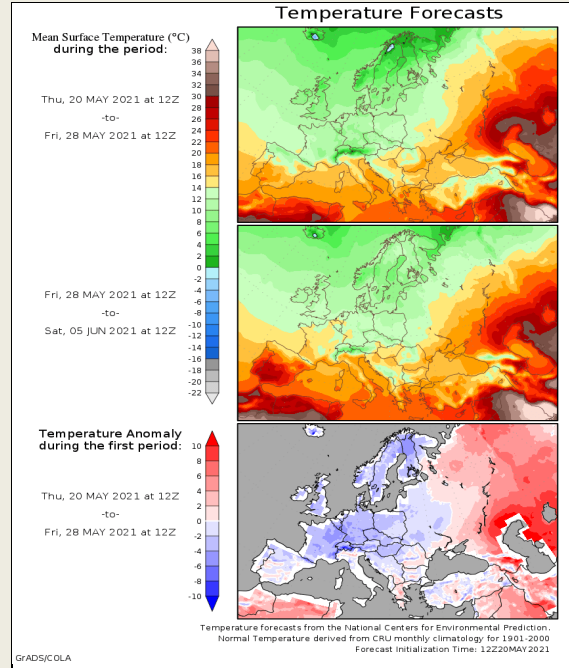 Temperature Forecasts
Mean Surface Temperature (°C)
during the period:
Thu, 20 MAY 2021 at 12Z
-to-
Fri, 28 MAY 2021 at 12Z
38
36
34
32
30
28
26
24
22
20
18
16
14
12
10
8
6
4
2
0
-2
-4
-6
-8
-10
-12
-14
-16
-18
-20
-22
Fri, 28 MAY 2021 at 12Z
-to-
Sat, 05 JUN 2021 at 12Z
Temperature Anomaly
during the first period:
Thu, 20 MAY 2021 at 12Z
-to-
Fri, 28 MAY 2021 at 12Z
10
8
6
4
2
0
-2
-4
-6
-8
-10
Temperature forecasts from the National Centers for Environmental Prediction.
Normal Temperature derived from CRU monthly climatology for 1901-2000
Forecast Initialization Time: 12Z20MAY2021
GrADS/COLA